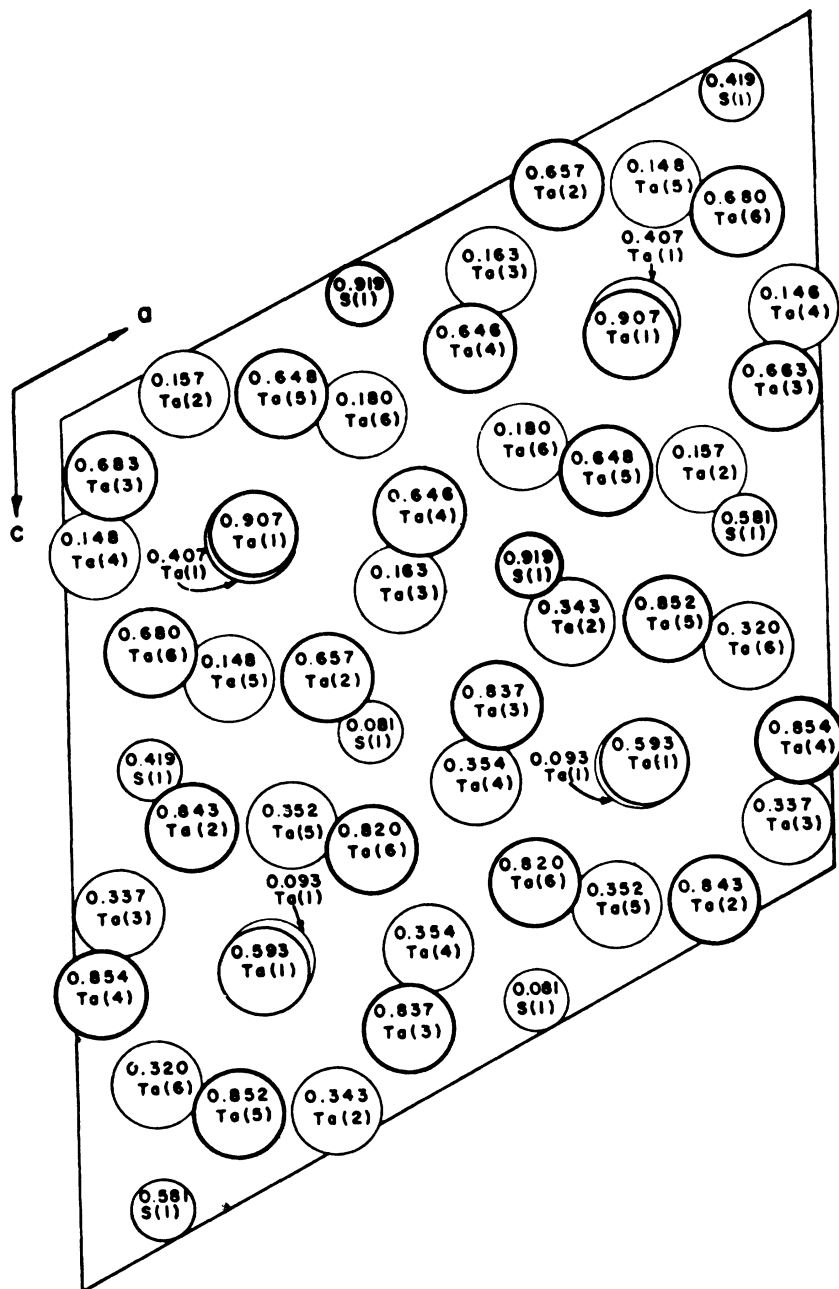 0.419
S(1)
0.657
Ta(2)
0.148
Ta(5)
0.680
Ta(6)
0.407
Ta(1)
0.163
Ta(3)
0.919
S(1)
0.146
Ta(4)
0.907
Ta(1)
0.646
Ta(4)
a
0.663
Ta(3)
0.157
Ta(2)
0.648
Ta(5)
0.180
Ta(6)
0.180
Ta(6)
0.648
Ta(5)
0.157
Ta(2)
0.683
Ta(3)
0.646
Ta(4)
c
0.907
Ta(1)
0.581
S(1)
0.148
Ta(4)
0.407
Ta(1)
0.163
Ta(3)
0.919
S(1)
0.343
Ta(2)
0.852
Ta(5)
0.320
Ta(6)
0.680
Ta(6)
0.148
Ta(5)
0.657
Ta(2)
0.837
Ta(3)
0.081
S(1)
0.854
Ta(4)
0.419
S(1)
0.354
Ta(4)
0.093
Ta(1)
0.593
Ta(1)
0.337
Ta(3)
0.843
Ta(2)
0.352
Ta(5)
0.820
Ta(6)
0.820
Ta(6)
0.352
Ta(5)
0.843
Ta(2)
0.093
Ta(1)
0.337
Ta(3)
0.354
Ta(4)
0.593
Ta(1)
0.854
Ta(4)
0.081
S(1)
0.837
Ta(3)
0.320
Ta(6)
0.852
Ta(5)
0.343
Ta(2)
0.581
S(1)